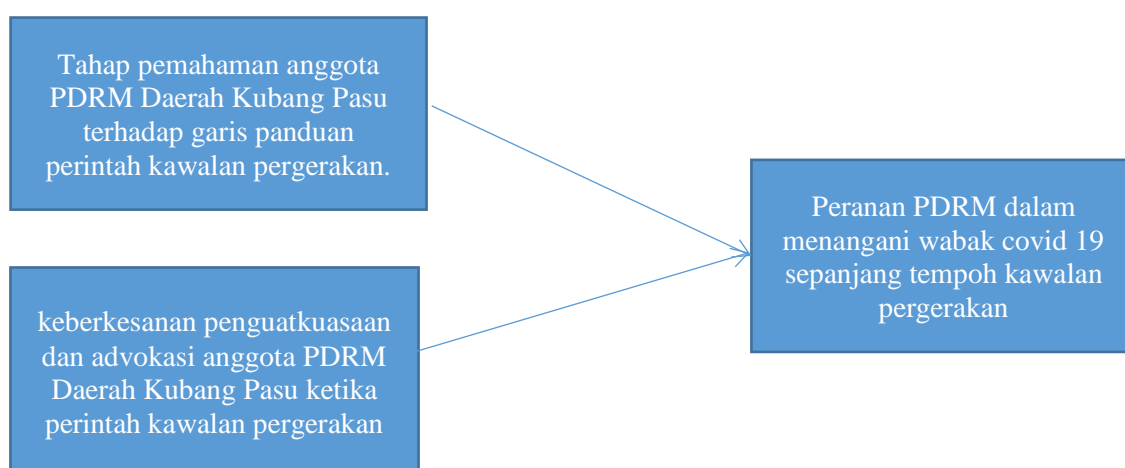 Tahap pemahaman anggota
PDRM Daerah Kubang Pasu
terhadap garis panduan
perintah kawalan pergerakan.
Peranan PDRM dalam
menangani wabak covid 19
sepanjang tempoh kawalan
pergerakan
keberkesanan penguatkuasaan
dan advokasi anggota PDRM
Daerah Kubang Pasu ketika
perintah kawalan pergerakan